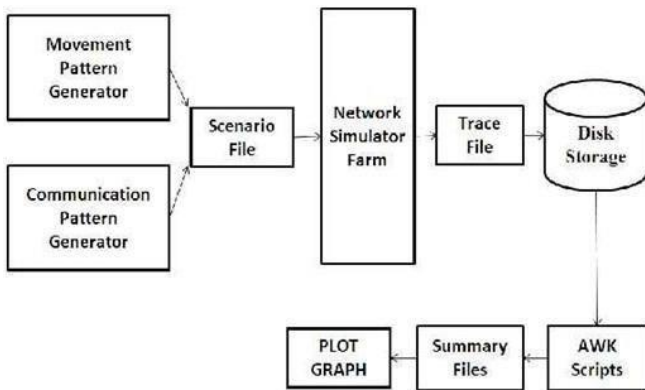 Movement
Pattern
Generator
Communication
Pattern
Generator
Scenario
File
Network
Simulator
Farm
Trace
File
Disk
Storage
AWK
Scripts
Summary
Files
PLOT
GRAPH